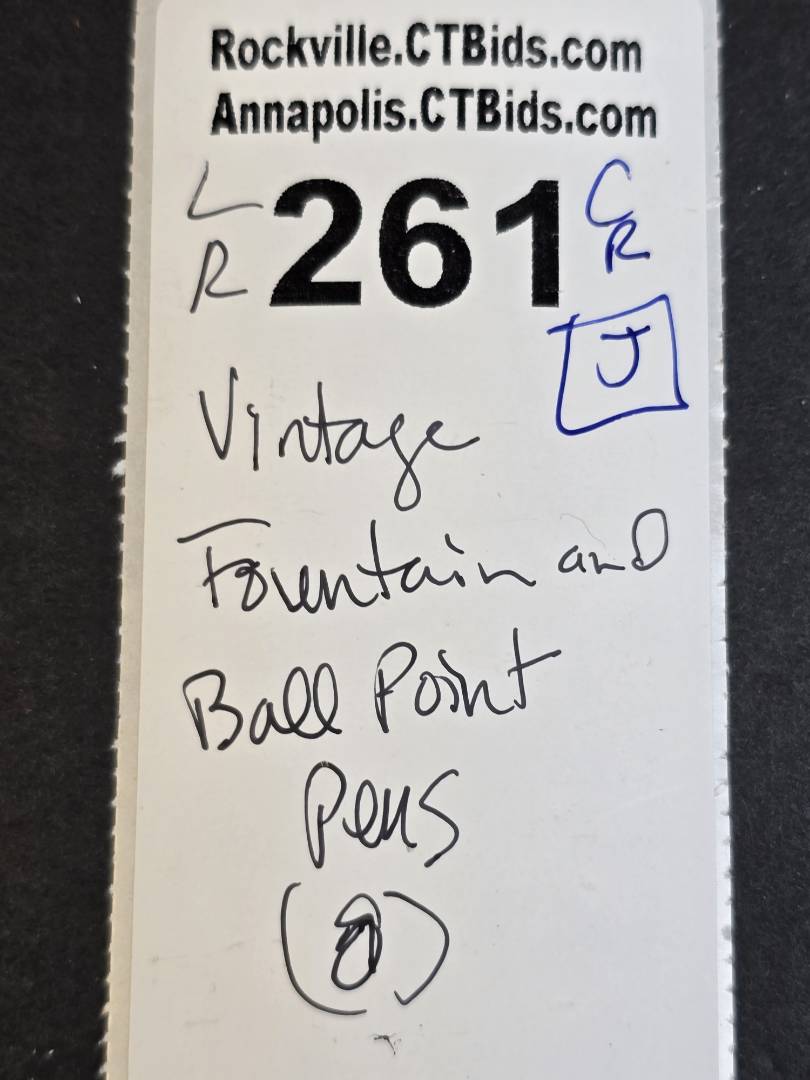 Rockville.CTBids.com
Annapolis.CTBids.com
L 261 C
R R
J
Vintage
Fountain and
Ball Point
Pens
(8)